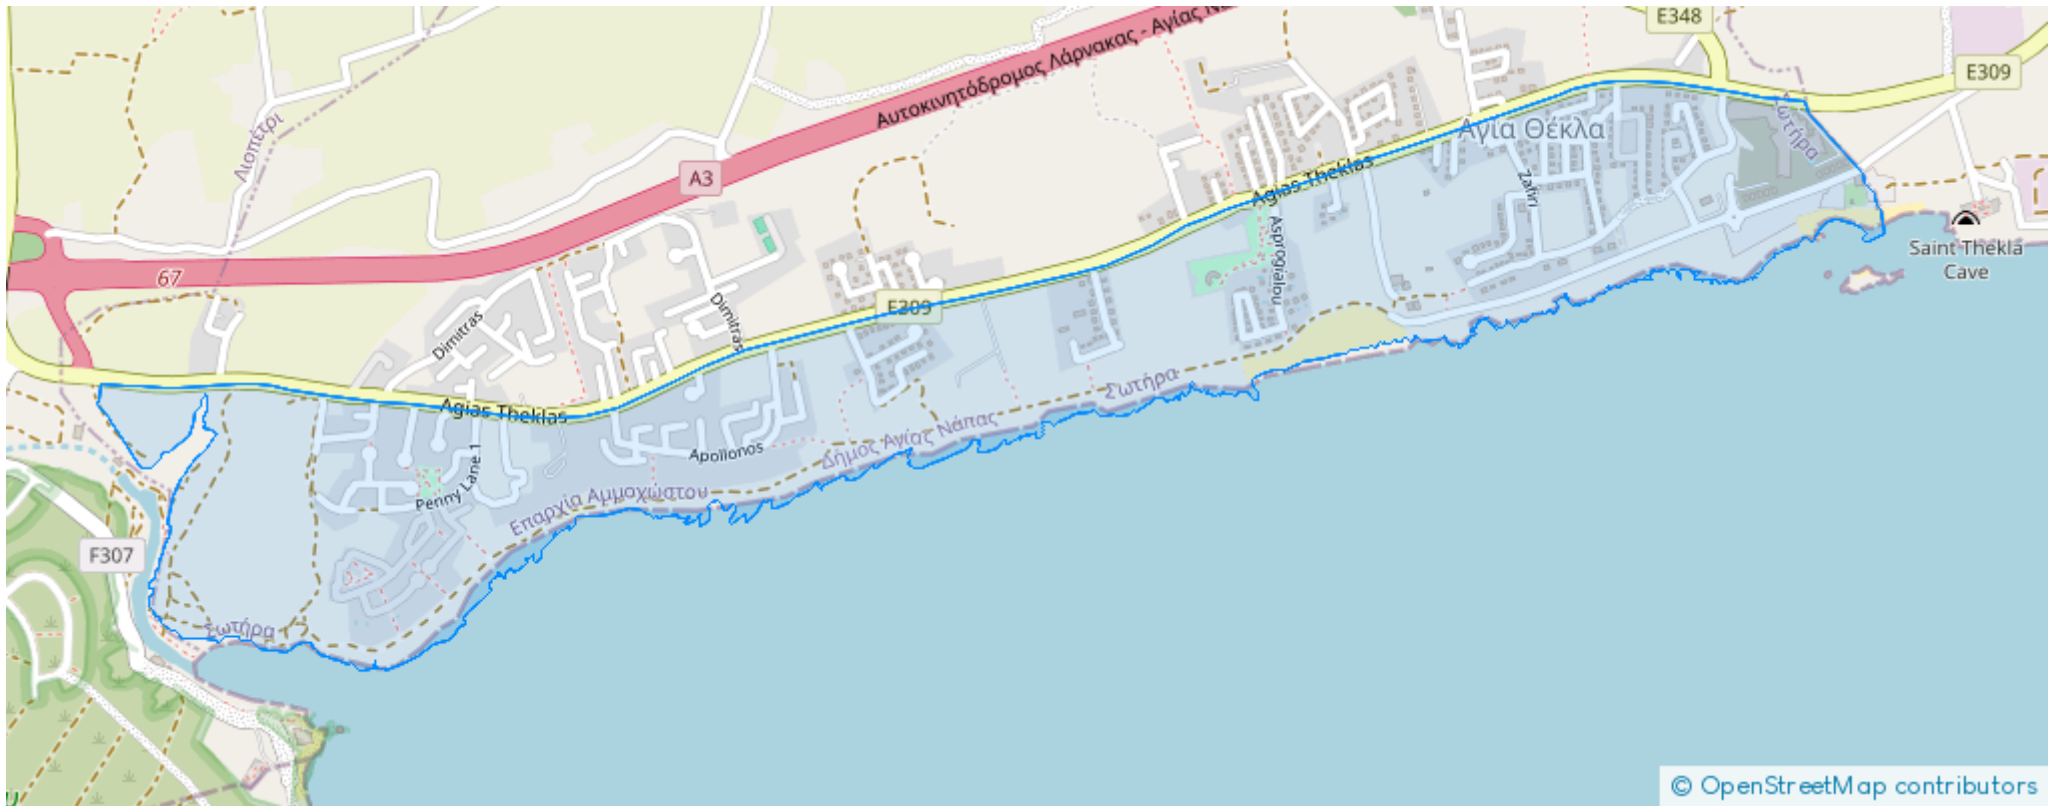 E348
E309
Αυτοκινητόδρομος Λάρνακας - Αγίας
Λιοπέτρι
Αγία Θέκλα
Σωτήρα
A3
Agias Theklas
Zafiri
Saint Thekla
Cave
Asprogialou
67
Dimitras
Dimitras
E309
Agias Theklas
Σωτήρα
Δήμος Αγίας Νάπας
Apollonos
Penny Lane 1
Επαρχία Αμμοχώστου
F307
Σωτήρα
© OpenStreetMap contributors